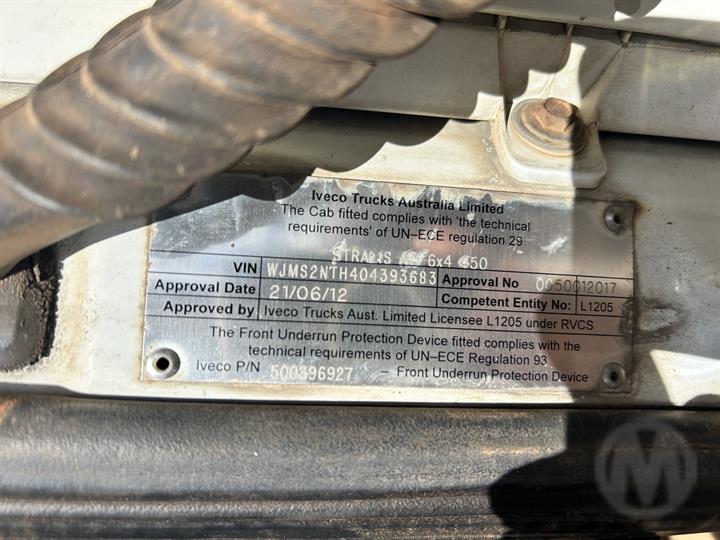 Iveco Trucks Australia Limited
The Cab fitted complies with 'the technical
requirements' of UN-ECE regulation 29
STRALIS 6x4
VIN WJMS2NTH404393683 Approval No 0050012017
Approval Date 21/06/12 Competent Entity No: L1205
Approved by Iveco Trucks Aust. Limited Licensee L1205 under RVCS
The Front Underrun Protection Device fitted complies with the
technical requirements of UN-ECE Regulation 93
Iveco P/N 500396927 - Front Underrun Protection Device
M